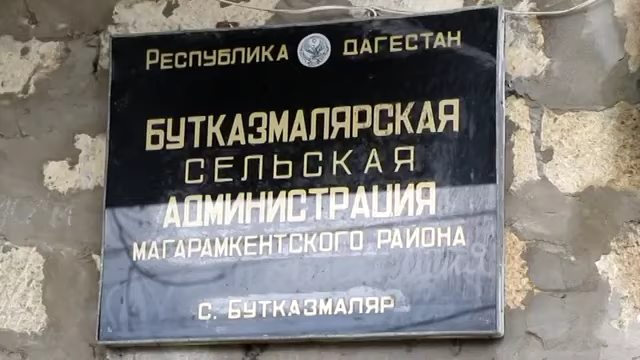 Республика Дагестан
БУТКАЗМАЛЯРСКАЯ
СЕЛЬСКАЯ
АДМИНИСТРАЦИЯ
МАГАРАМКЕНТСКОГО РАЙОНА
С. БУТКАЗМАЛЯР